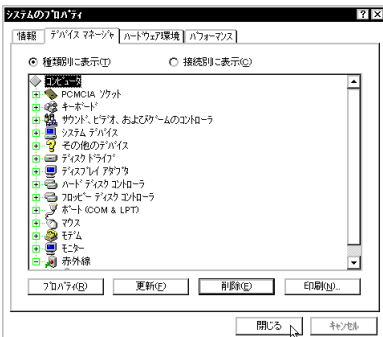 システムのプロパティ
情報 デバイス マネージャ ハードウェア環境 パフォーマンス
種類別に表示(T) 接続別に表示(C)
コンピュータ
PCMCIA ソケット
キーボード
サウンド、ビデオ、およびゲームのコントローラ
システム デバイス
その他のデバイス
ディスク ドライブ
ディスプレイ アダプタ
ハード ディスク コントローラ
フロッピー ディスク コントローラ
ポート (COM & LPT)
マウス
モデム
モニター
赤外線
プロパティ(R) 更新(F) 削除(E) 印刷(N)...
閉じる キャンセル